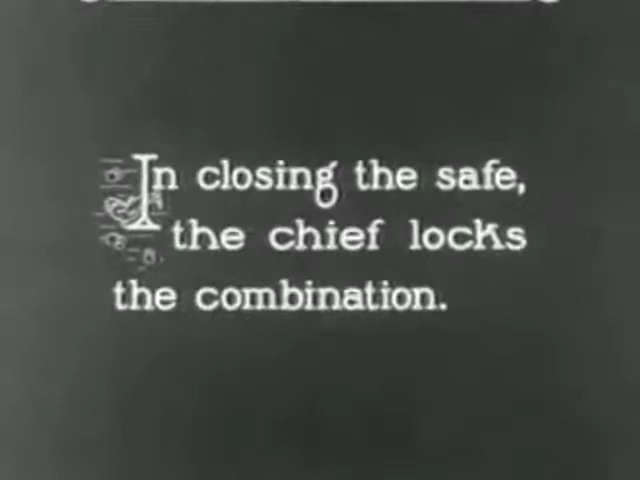 In closing the safe,
the chief locks
the combination.